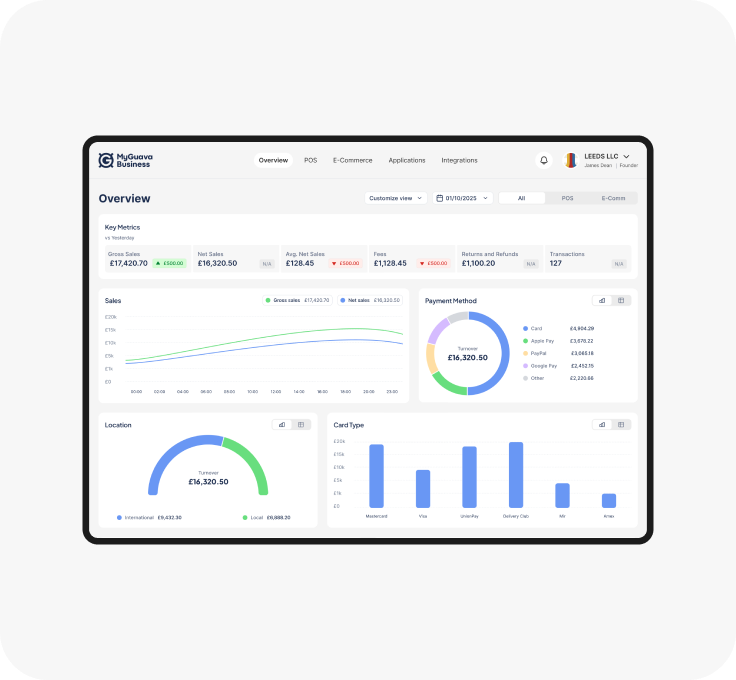 MyGuava Business
Overview POS E-Commerce Applications Integrations
LEEDS LLC
James Dean | Founder
Overview
Customize view 01/10/2025 All POS E-Comm
Key Metrics
vs Yesterday
Gross Sales Net Sales Avg. Net Sales Fees Returns and Refunds Transactions
£17,420.70 £500.00 £16,320.50 N/A £128.45 £500.00 £1,128.45 £500.00 £1,100.20 N/A 127 N/A
Sales
Gross sales £17,420.70 Net sales £16,320.50
£20k
£15k
£10k
£5k
£1k
£0
00:00 02:00 04:00 06:00 08:00 10:00 12:00 14:00 16:00 18:00 20:00 23:00
Payment Method
Turnover
£16,320.50
Card £4,904.29
Apple Pay £3,678.22
PayPal £3,065.18
Google Pay £2,452.15
Other £2,220.66
Location
Turnover
£16,320.50
International £9,432.30 Local £6,888.20
Card Type
£20k
£15k
£10k
£5k
£1k
£0
Mastercard Visa UnionPay Delivery Club Mir Amex